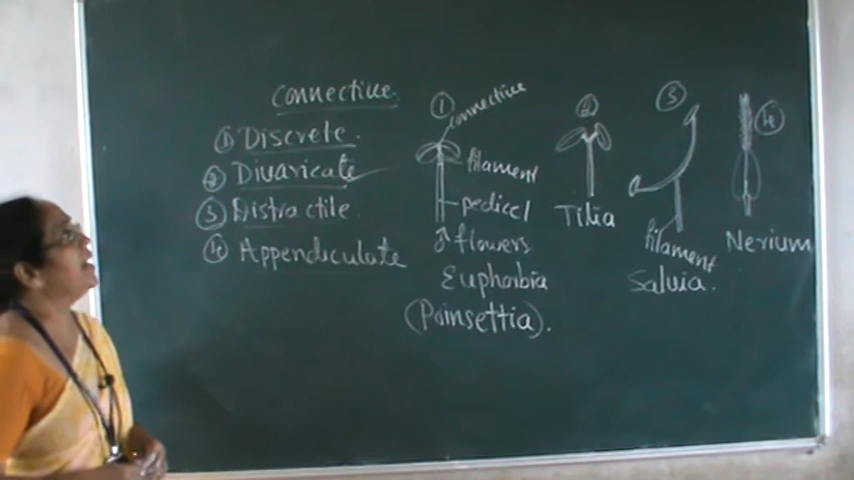 Connective.
① Discrete.
② Divaricate
③ Distractile
④ Appendiculate
①
connective
filament
pedicel
♂ flowers
Euphorbia
(Poinsettia).
②
Tilia
③
filament
Salvia.
④
Nerium